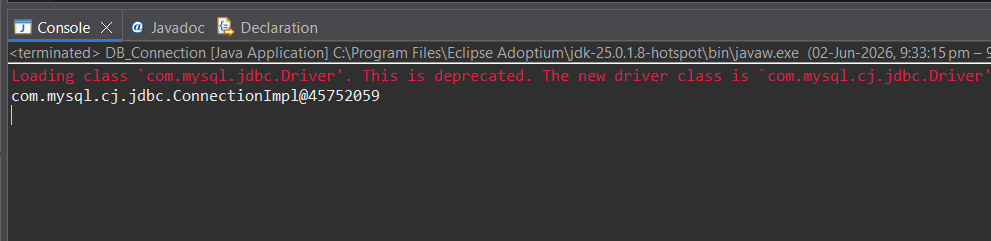 Console Javadoc Declaration
<terminated> DB_Connection [Java Application] C:\Program Files\Eclipse Adoptium\jdk-25.0.1.8-hotspot\bin\javaw.exe (02-Jun-2026, 9:33:15 pm – 9
Loading class `com.mysql.jdbc.Driver'. This is deprecated. The new driver class is `com.mysql.cj.jdbc.Driver'
com.mysql.cj.jdbc.ConnectionImpl@45752059